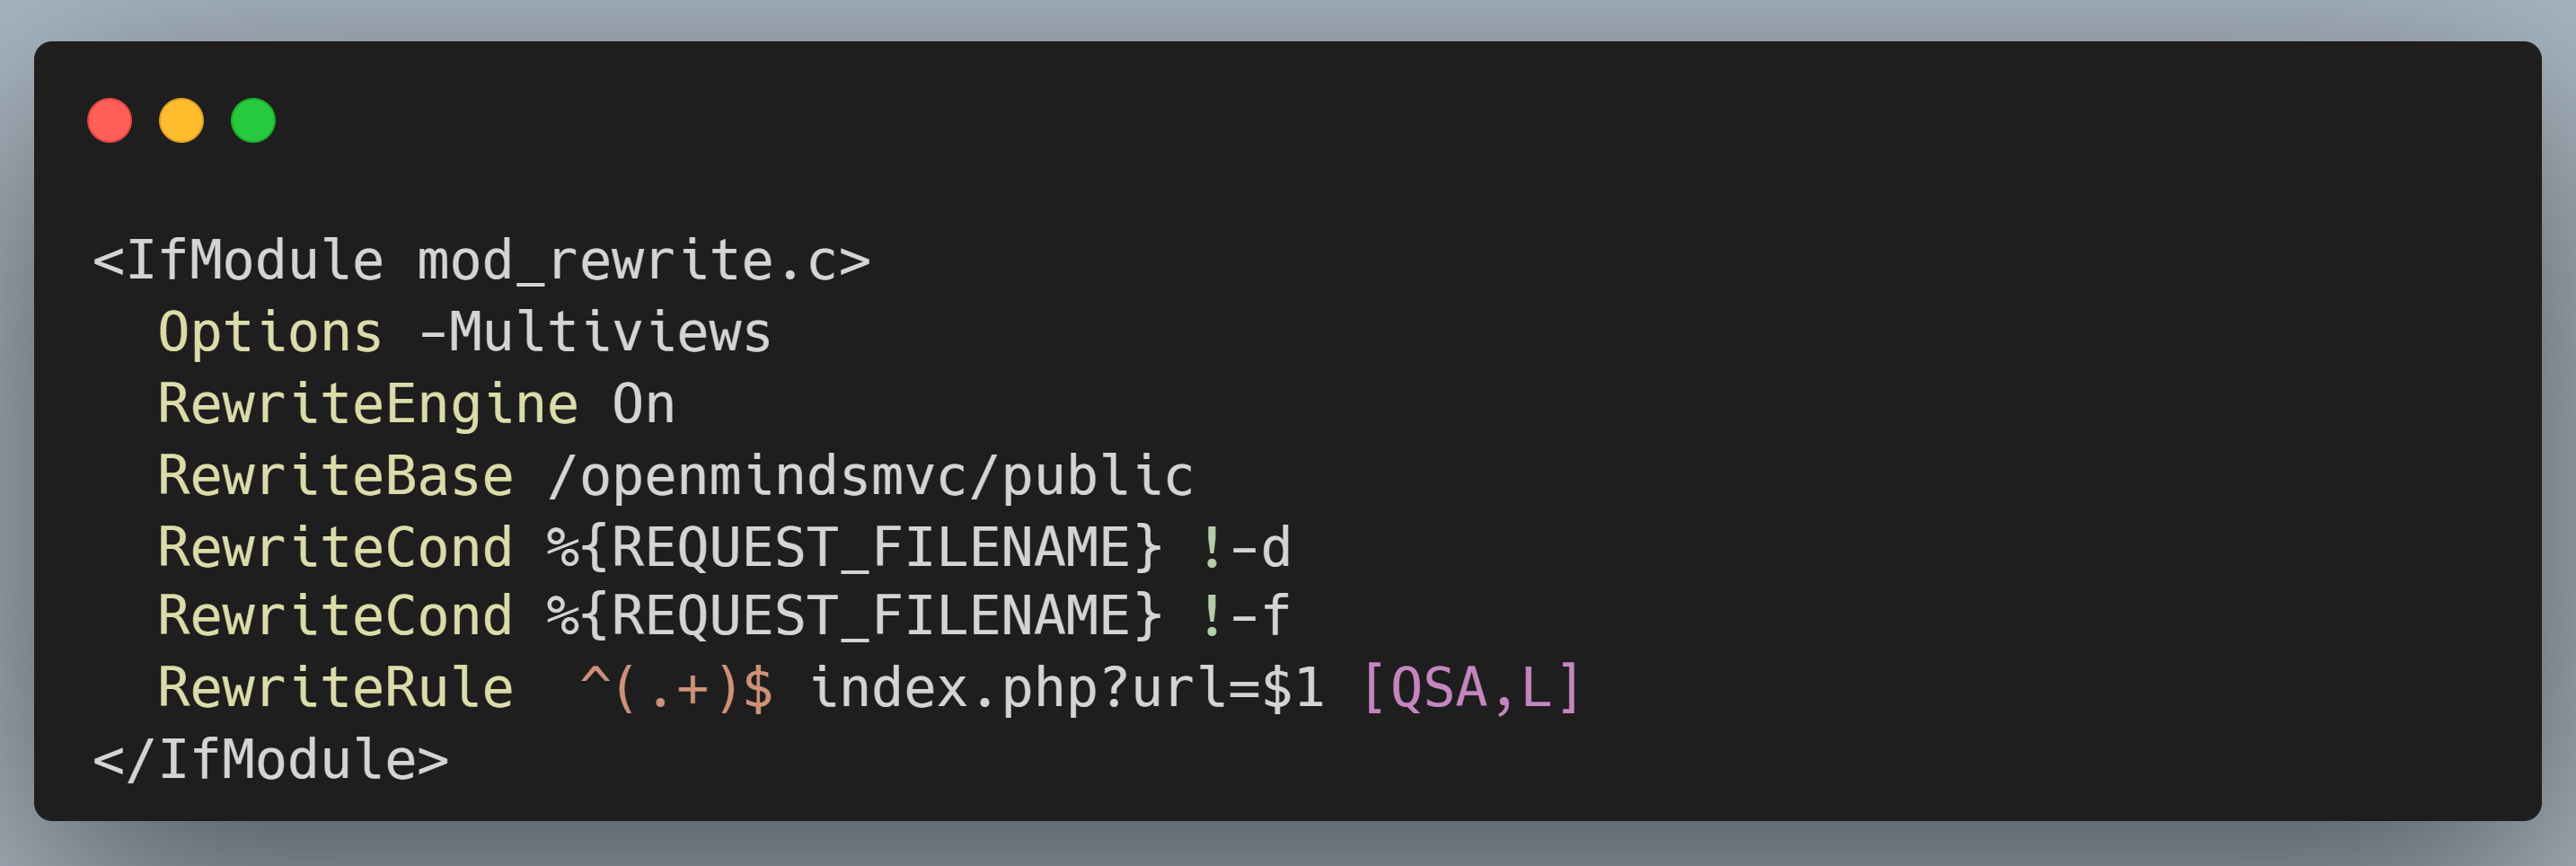 <IfModule mod_rewrite.c>
  Options -Multiviews
  RewriteEngine On
  RewriteBase /openmindsmvc/public
  RewriteCond %{REQUEST_FILENAME} !-d
  RewriteCond %{REQUEST_FILENAME} !-f
  RewriteRule  ^(.+)$ index.php?url=$1 [QSA,L]
</IfModule>